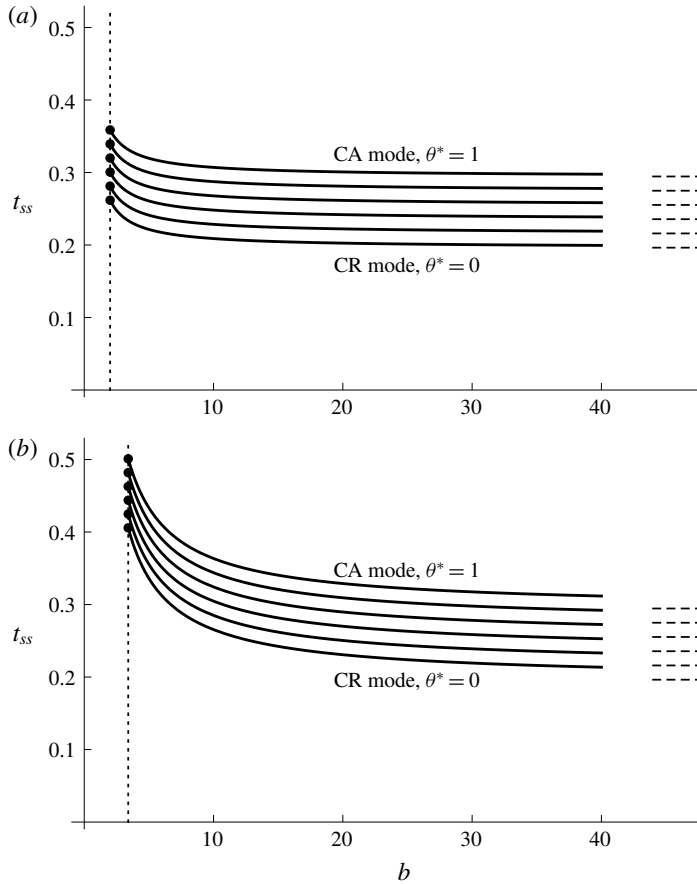 (a)
0.5
0.4
CA mode, θ* = 1
0.3
t_ss
0.2
CR mode, θ* = 0
0.1
10 20 30 40
(b)
0.5
0.4
CA mode, θ* = 1
0.3
t_ss
0.2
CR mode, θ* = 0
0.1
10 20 30 40
b